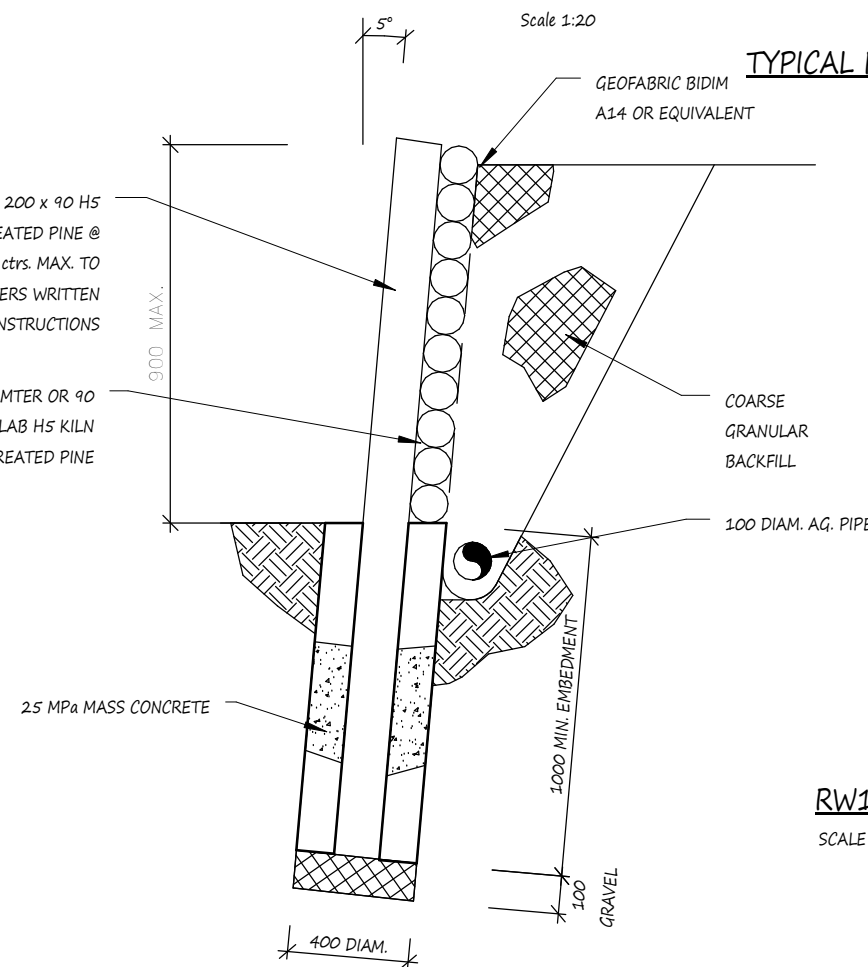 Scale 1:20
5°
TYPICAL
GEOFABRIC BIDIM
A14 OR EQUIVALENT
200 x 90 H5
EATED PINE @
ctrs. MAX. TO
ERS WRITTEN
NSTRUCTIONS
900 MAX.
MTER OR 90
LAB H5 KILN
REATED PINE
COARSE
GRANULAR
BACKFILL
100 DIAM. AG. PIPE
1000 MIN. EMBEDMENT
25 MPa MASS CONCRETE
RW1
SCALE
100
GRAVEL
400 DIAM.